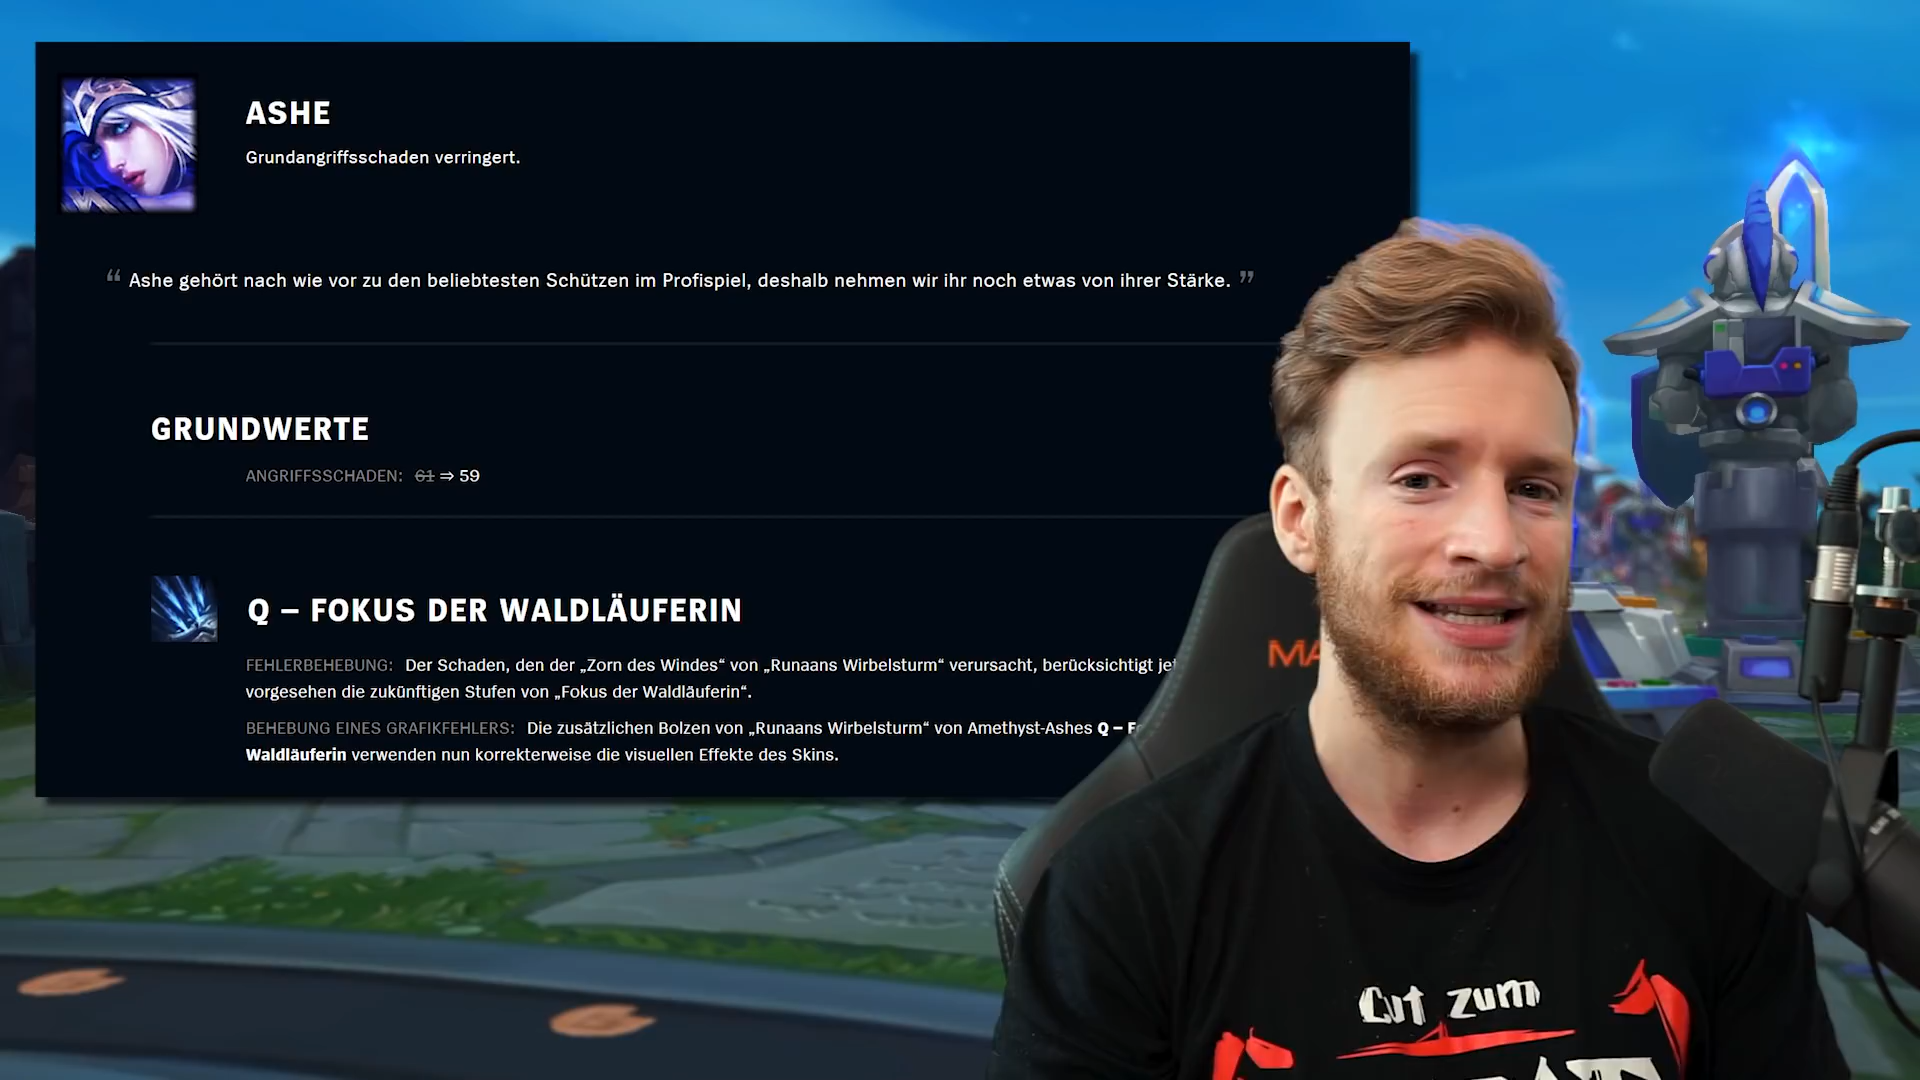 ASHE
Grundangriffsschaden verringert.
“ Ashe gehört nach wie vor zu den beliebtesten Schützen im Profispiel, deshalb nehmen wir ihr noch etwas von ihrer Stärke. ”
GRUNDWERTE
ANGRIFFSSCHADEN: 61 ⇒ 59
Q – FOKUS DER WALDLÄUFERIN
FEHLERBEHEBUNG: Der Schaden, den der „Zorn des Windes“ von „Runaans Wirbelsturm“ verursacht, berücksichtigt
vorgesehen die zukünftigen Stufen von „Fokus der Waldläuferin“.
BEHEBUNG EINES GRAFIKFEHLERS: Die zusätzlichen Bolzen von „Runaans Wirbelsturm“ von Amethyst-Ashes Q –
Waldläuferin verwenden nun korrekterweise die visuellen Effekte des Skins.
MA
Cut zum